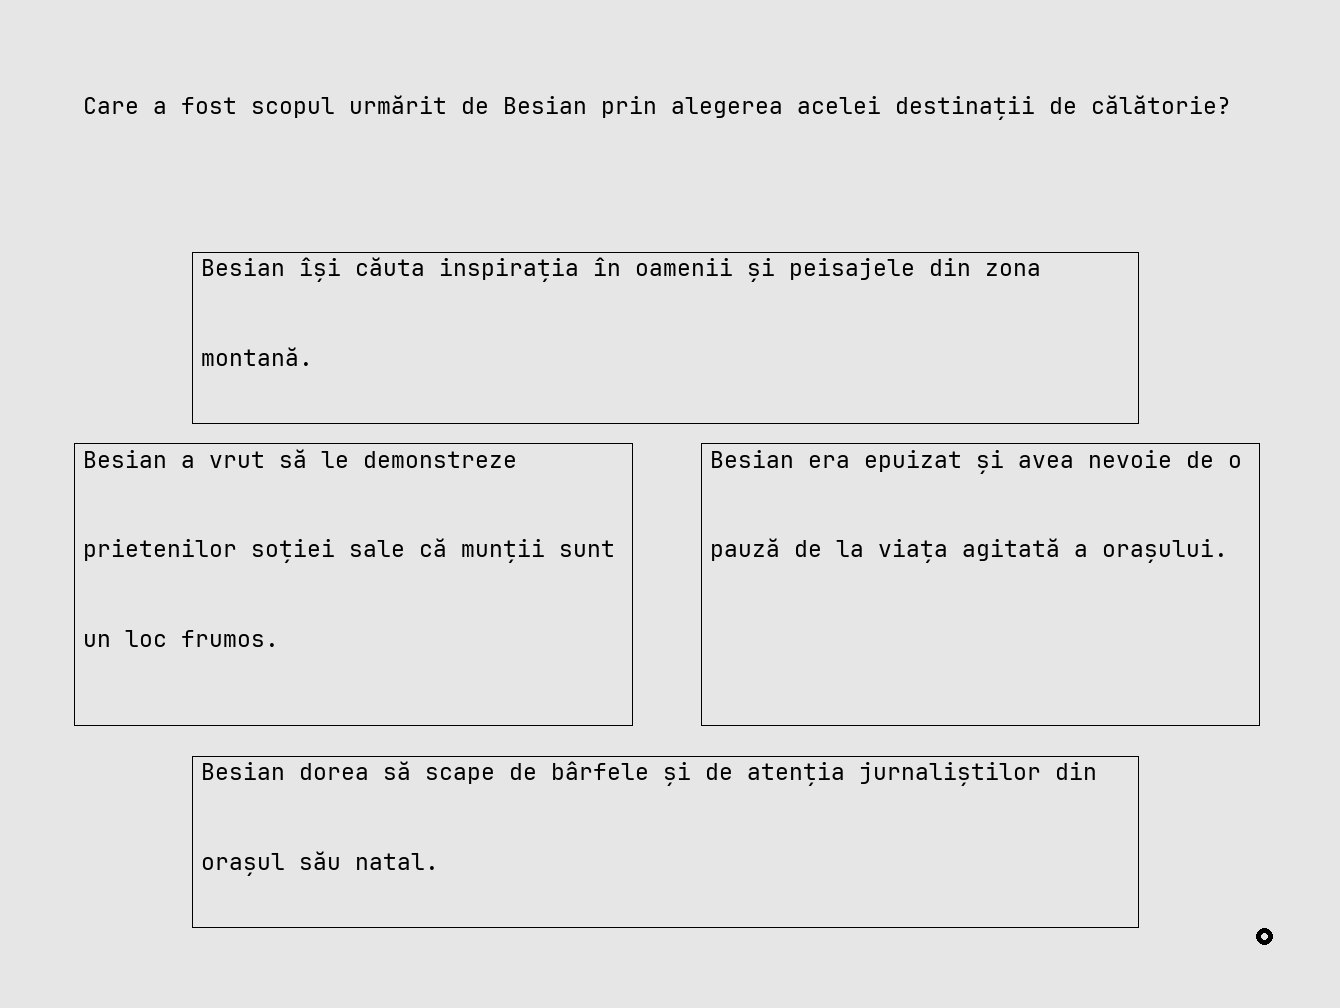 Care a fost scopul urmărit de Besian prin alegerea acelei destinații de călătorie?
Besian își căuta inspirația în oamenii și peisajele din zona
montană.
Besian a vrut să le demonstreze
prietenilor soției sale că munții sunt
un loc frumos.
Besian era epuizat și avea nevoie de o
pauză de la viața agitată a orașului.
Besian dorea să scape de bârfele și de atenția jurnaliștilor din
orașul său natal.